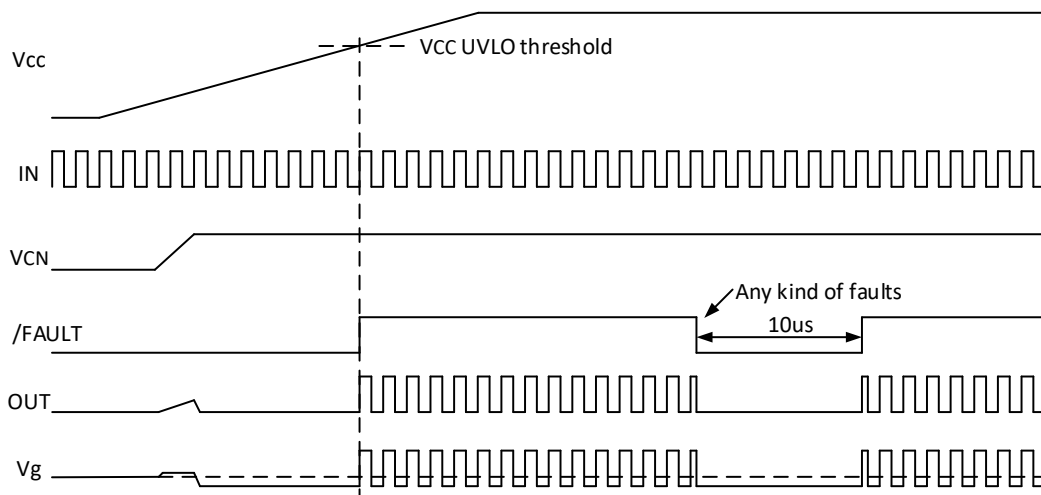 VCC UVLO threshold
Vcc
IN
VCN
Any kind of faults
/FAULT
10us
OUT
Vg